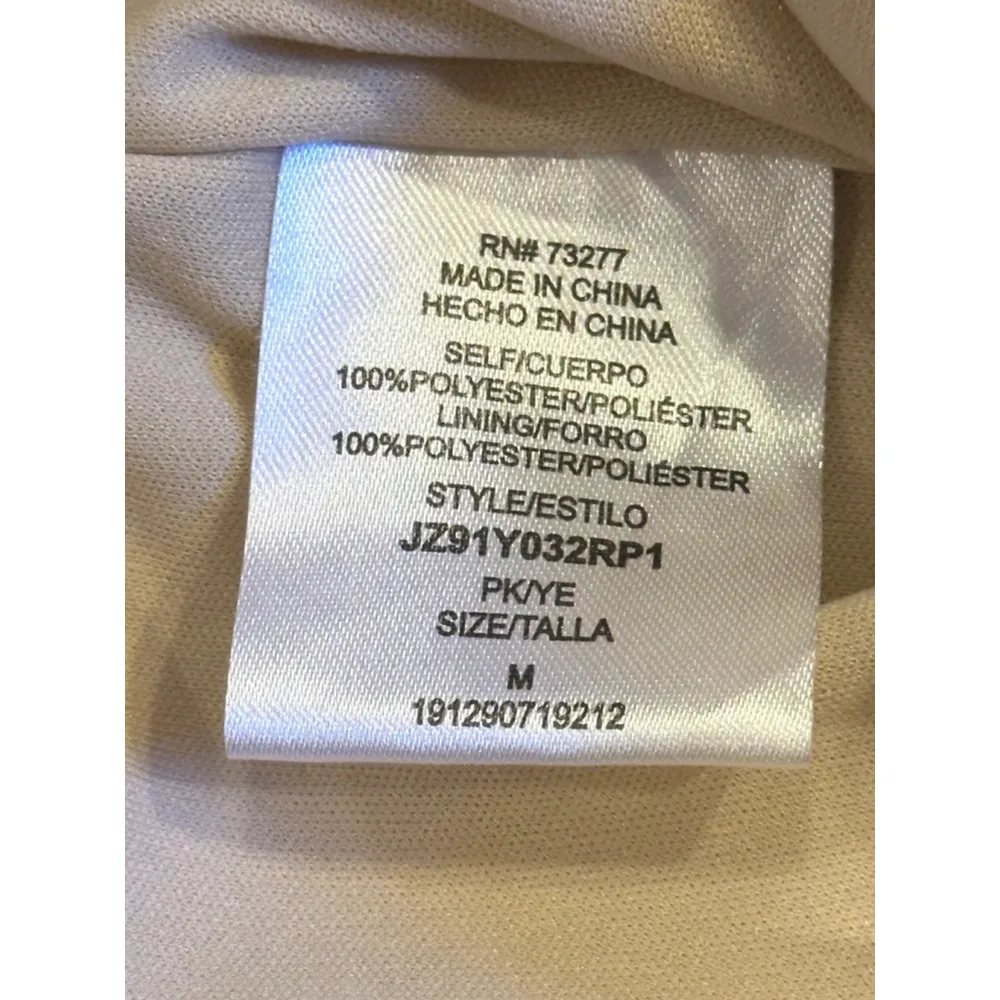 RN# 73277
MADE IN CHINA
HECHO EN CHINA
SELF/CUERPO
100%POLYESTER/POLIÉSTER
LINING/FORRO
100%POLYESTER/POLIÉSTER
STYLE/ESTILO
JZ91Y032RP1
PK/YE
SIZE/TALLA
M
191290719212